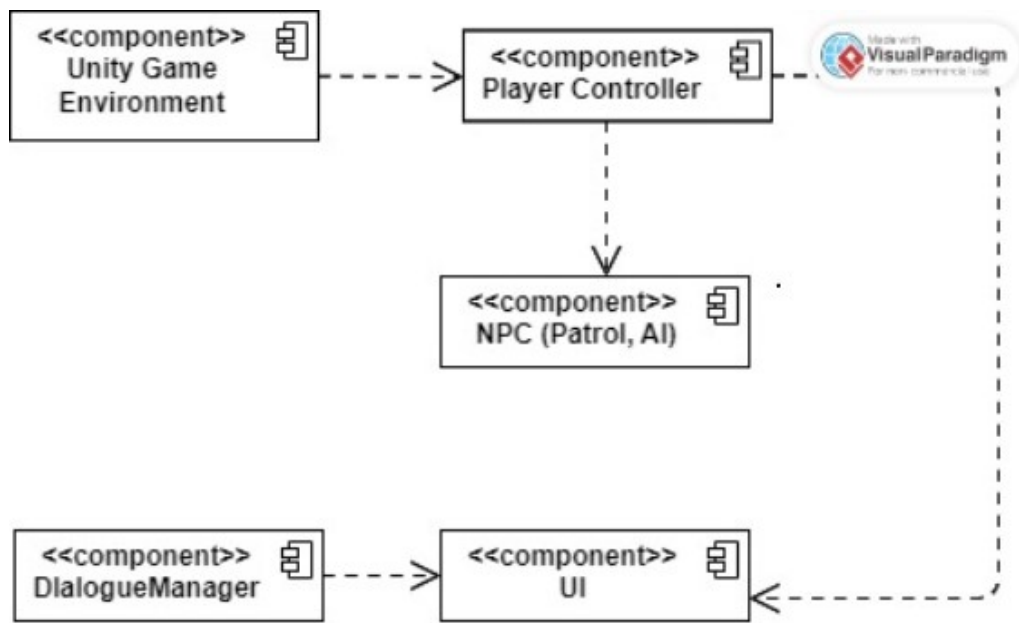 <<component>>
Unity Game
Environment
<<component>>
Player Controller
Made with
Visual Paradigm
For non-commercial use
<<component>>
NPC (Patrol, AI)
<<component>>
DIalogueManager
<<component>>
UI